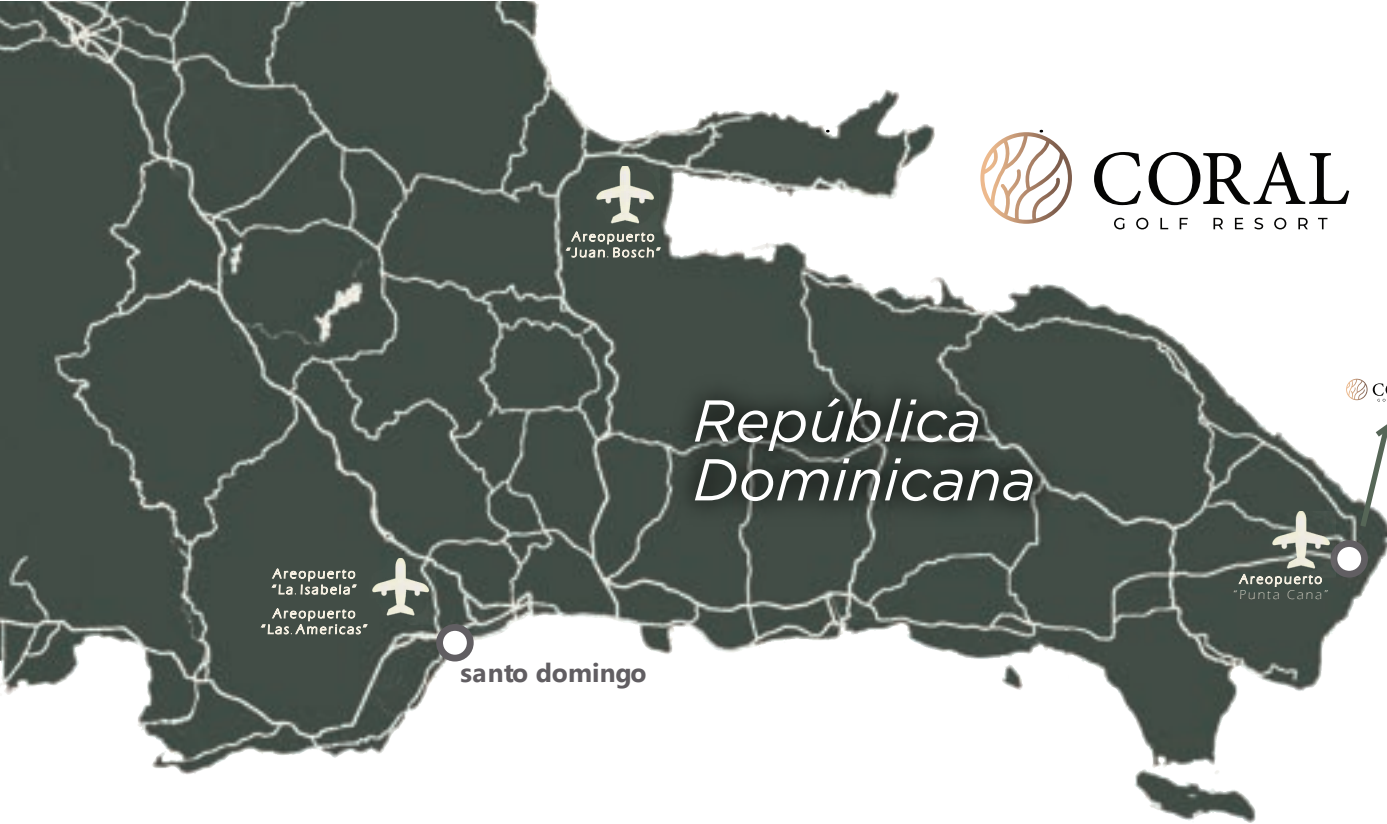 CORAL
GOLF RESORT
Areopuerto
"Juan. Bosch"
República
Dominicana
Areopuerto
"La. Isabela"
Areopuerto
"Las. Americas"
Areopuerto
"Punta Cana"
santo domingo